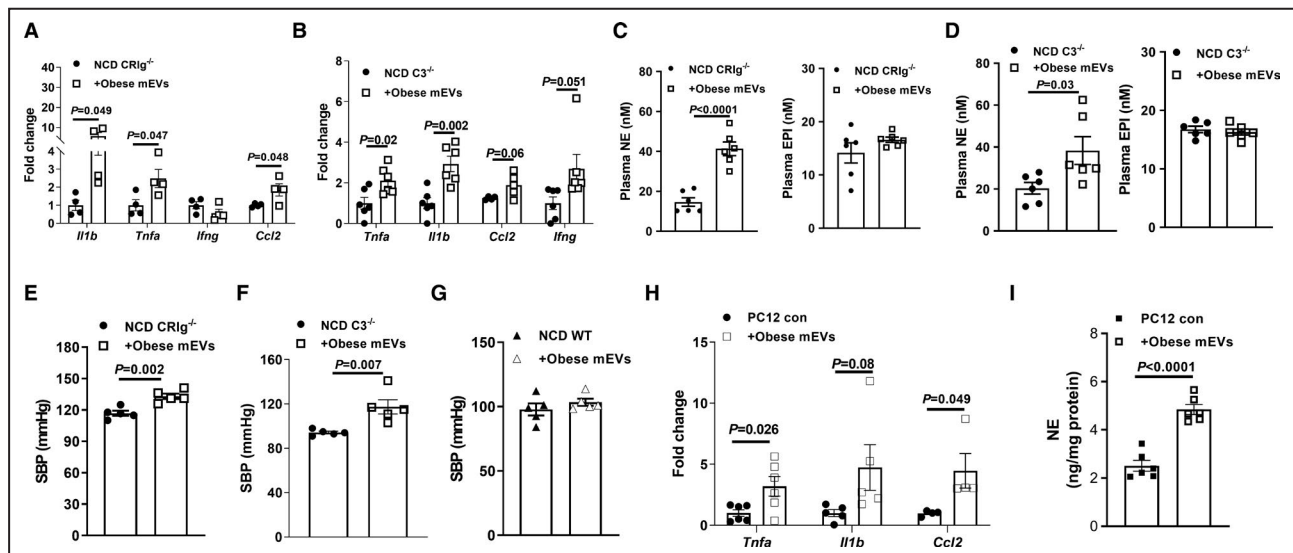 A
NCD CRIg-/-
+Obese mEVs
Fold change
40
30
20
10
5
4
3
2
1
0
P=0.049
P=0.047
P=0.048
Il1b
Tnfa
Ifng
Ccl2
B
NCD C3-/-
+Obese mEVs
Fold change
8
6
4
2
0
P=0.02
P=0.002
P=0.06
P=0.051
Tnfa
Il1b
Ccl2
Ifng
C
NCD CRIg-/-
+Obese mEVs
Plasma NE (nM)
80
60
40
20
0
P<0.0001
NCD CRIg-/-
+Obese mEVs
Plasma EPI (nM)
30
20
10
0
D
NCD C3-/-
+Obese mEVs
Plasma NE (nM)
80
60
40
20
0
P=0.03
NCD C3-/-
+Obese mEVs
Plasma EPI (nM)
30
20
10
0
E
NCD CRIg-/-
+Obese mEVs
SBP (mmHg)
180
150
120
90
60
30
0
P=0.002
F
NCD C3-/-
+Obese mEVs
SBP (mmHg)
160
120
80
40
0
P=0.007
G
NCD WT
+Obese mEVs
SBP (mmHg)
150
100
50
0
H
PC12 con
+Obese mEVs
Fold change
15
10
5
0
P=0.026
P=0.08
P=0.049
Tnfa
Il1b
Ccl2
I
PC12 con
+Obese mEVs
NE
(ng/mg protein)
8
6
4
2
0
P<0.0001